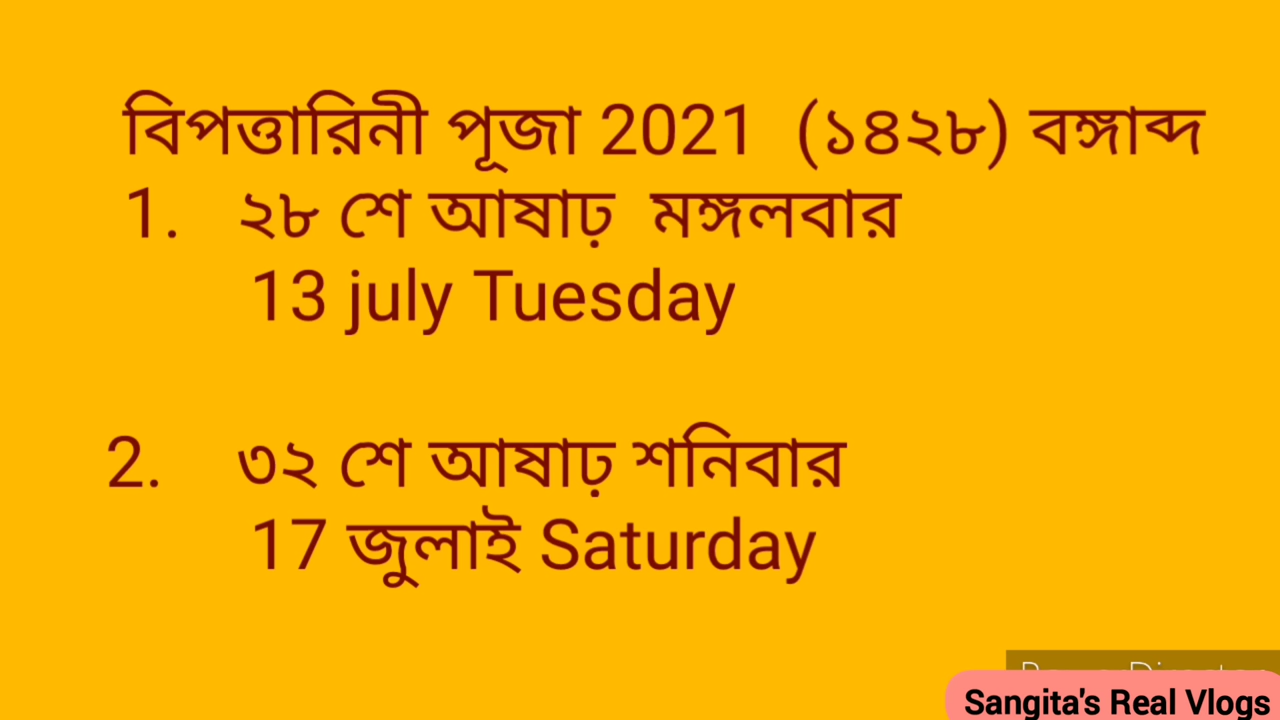 বিপত্তারিনী পূজা 2021 (১৪২৮) বঙ্গাব্দ
1. ২৮ শে আষাঢ় মঙ্গলবার
13 july Tuesday
2. ৩২ শে আষাঢ় শনিবার
17 জুলাই Saturday
Sangita's Real Vlogs